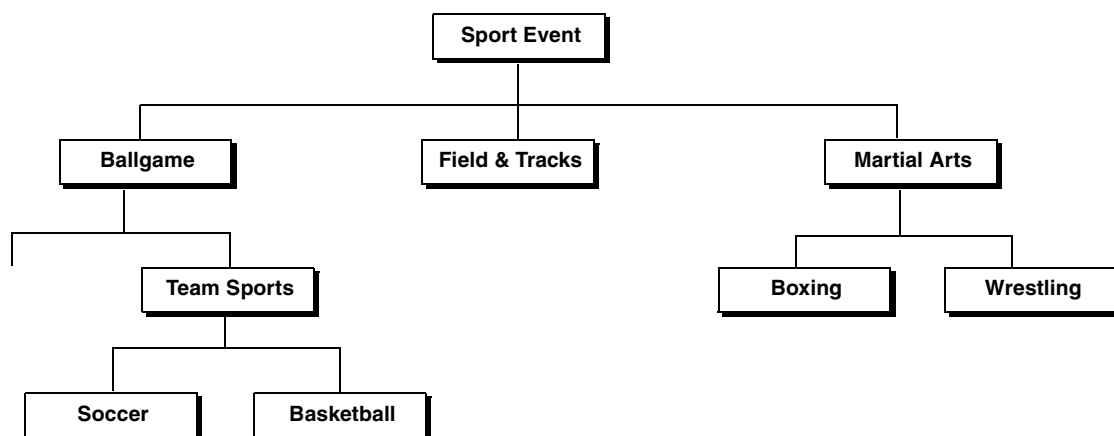 Sport Event
Ballgame
Field & Tracks
Martial Arts
Team Sports
Boxing
Wrestling
Soccer
Basketball